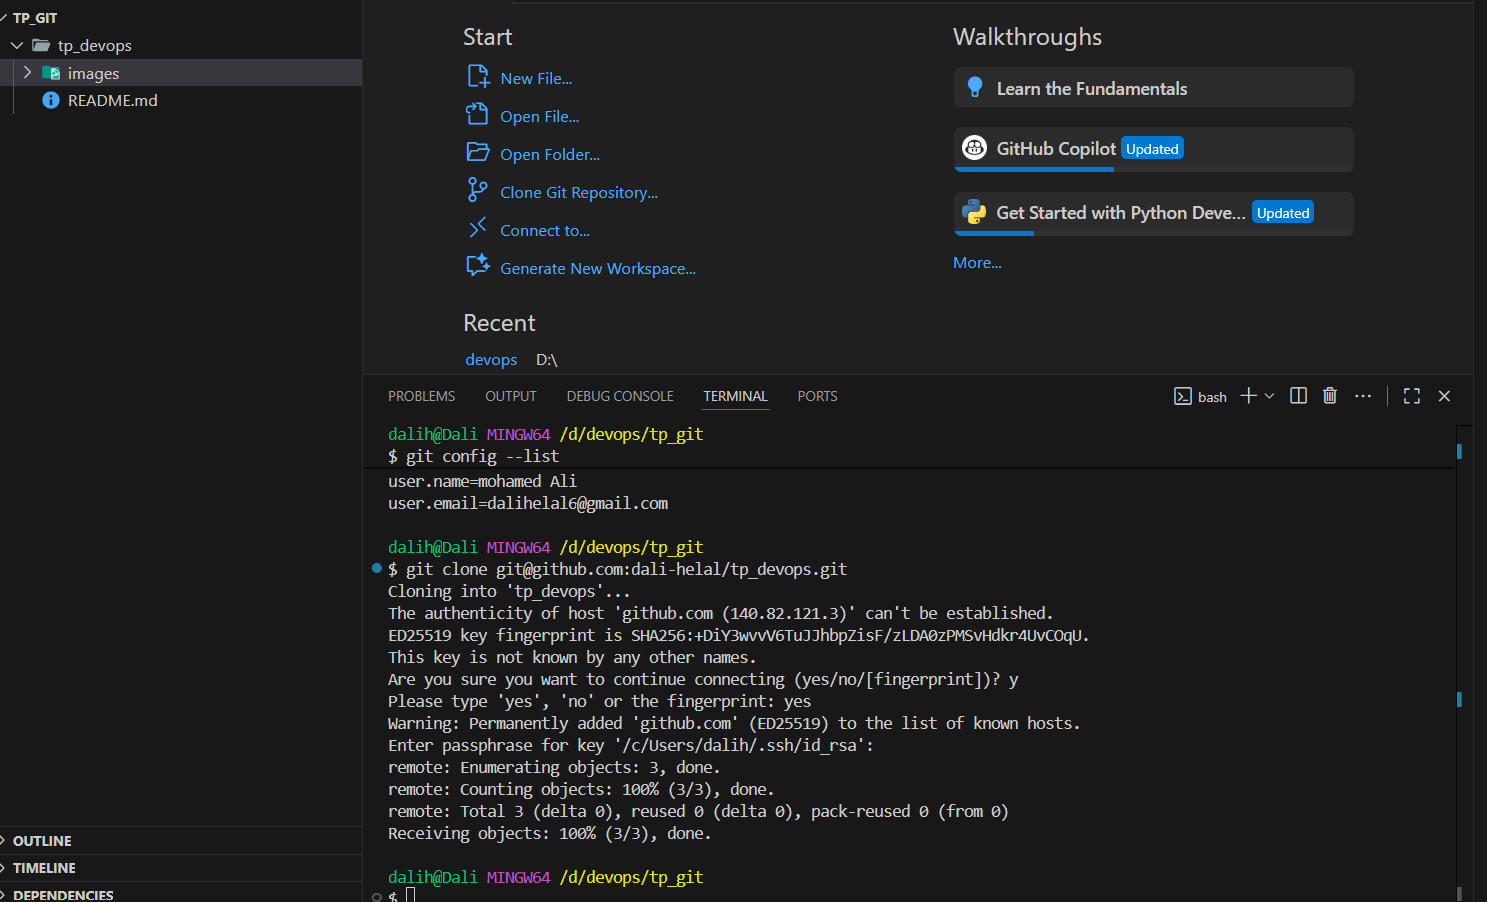 TP_GIT
tp_devops
images
README.md
OUTLINE
TIMELINE
DEPENDENCIES
Start
New File...
Open File...
Open Folder...
Clone Git Repository...
Connect to...
Generate New Workspace...
Recent
devops D:\
Walkthroughs
Learn the Fundamentals
GitHub Copilot Updated
Get Started with Python Deve... Updated
More...
PROBLEMS OUTPUT DEBUG CONSOLE TERMINAL PORTS bash
dalih@Dali MINGW64 /d/devops/tp_git
$ git config --list
user.name=mohamed Ali
user.email=dalihelal6@gmail.com
dalih@Dali MINGW64 /d/devops/tp_git
$ git clone git@github.com:dali-helal/tp_devops.git
Cloning into 'tp_devops'...
The authenticity of host 'github.com (140.82.121.3)' can't be established.
ED25519 key fingerprint is SHA256:+DiY3wvvV6TuJJhbpZisF/zLDA0zPMSvHdkr4UvCOqU.
This key is not known by any other names.
Are you sure you want to continue connecting (yes/no/[fingerprint])? y
Please type 'yes', 'no' or the fingerprint: yes
Warning: Permanently added 'github.com' (ED25519) to the list of known hosts.
Enter passphrase for key '/c/Users/dalih/.ssh/id_rsa':
remote: Enumerating objects: 3, done.
remote: Counting objects: 100% (3/3), done.
remote: Total 3 (delta 0), reused 0 (delta 0), pack-reused 0 (from 0)
Receiving objects: 100% (3/3), done.
dalih@Dali MINGW64 /d/devops/tp_git
$